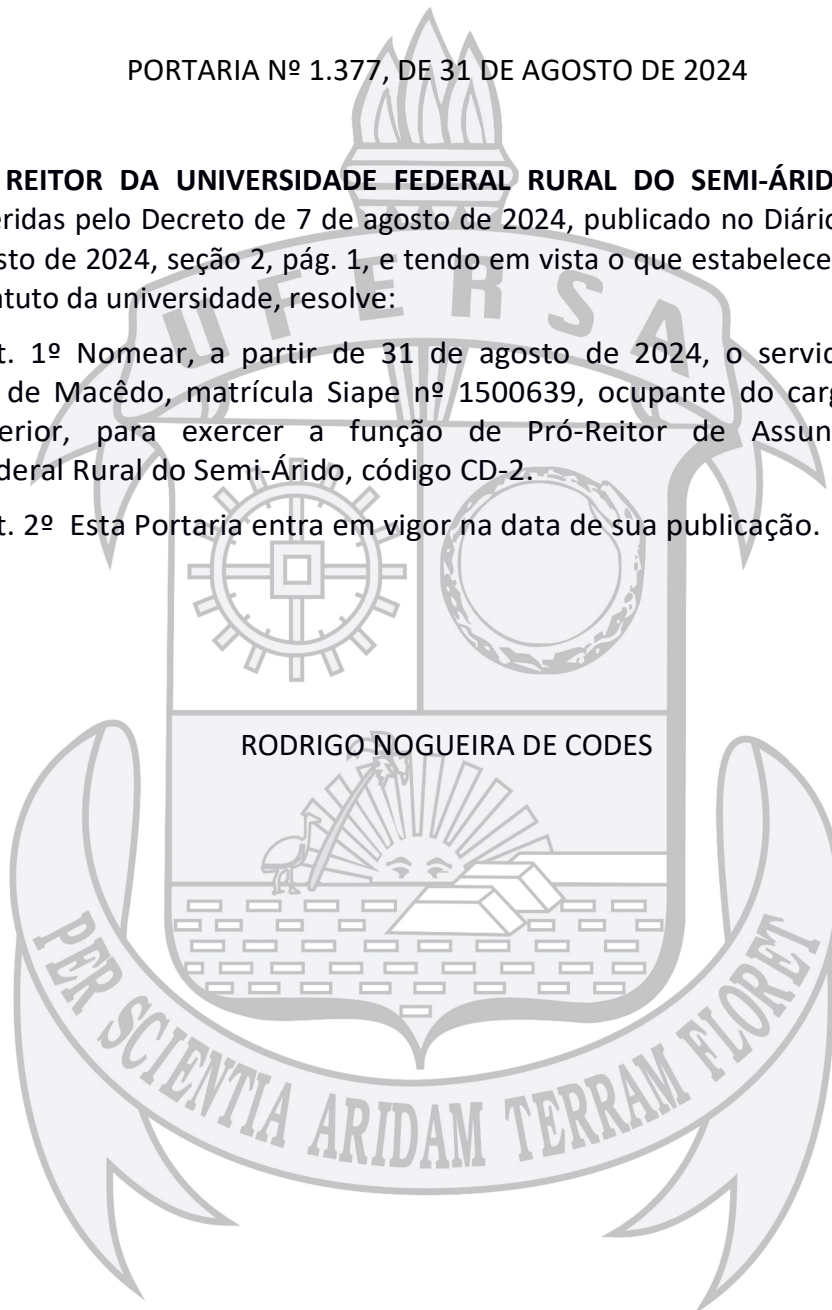 PORTARIA Nº 1.377, DE 31 DE AGOSTO DE 2024
REITOR DA UNIVERSIDADE FEDERAL RURAL DO SEMI-ÁRID
eridas pelo Decreto de 7 de agosto de 2024, publicado no Diário
sto de 2024, seção 2, pág. 1, e tendo em vista o que estabelece
tuto da universidade, resolve:
UFERSA
t. 1º Nomear, a partir de 31 de agosto de 2024, o servid
de Macêdo, matrícula Siape nº 1500639, ocupante do carg
erior, para exercer a função de Pró-Reitor de Assun
deral Rural do Semi-Árido, código CD-2.
t. 2º Esta Portaria entra em vigor na data de sua publicação.
RODRIGO NOGUEIRA DE CODES
PER SCIENTIA ARIDAM TERRAM FLORET